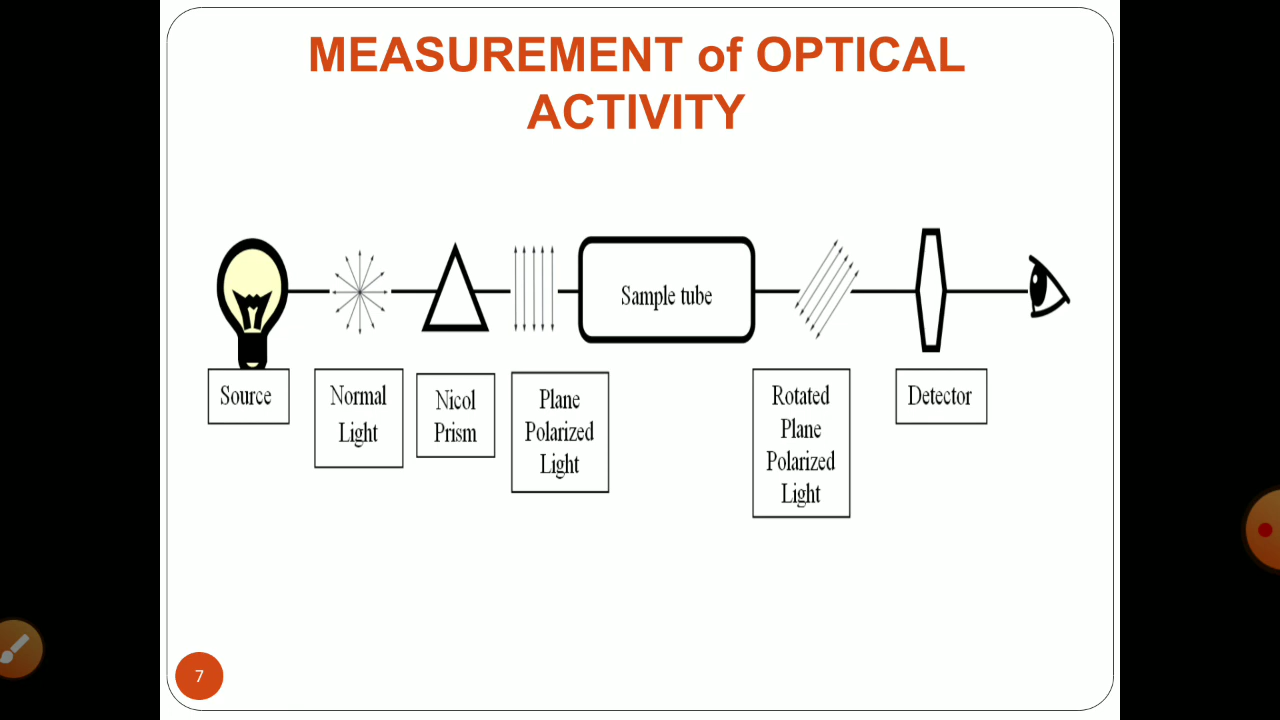 MEASUREMENT of OPTICAL
ACTIVITY
Sample tube
Source
Normal
Light
Nicol
Prism
Plane
Polarized
Light
Rotated
Plane
Polarized
Light
Detector
7